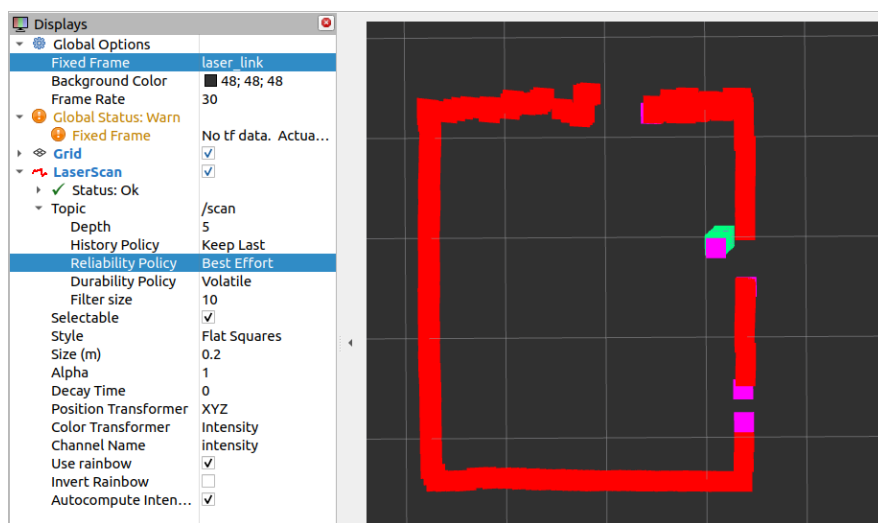 Displays
Global Options
Fixed Frame laser_link
Background Color 48; 48; 48
Frame Rate 30
Global Status: Warn
Fixed Frame No tf data. Actua...
Grid
LaserScan
Status: Ok
Topic /scan
Depth 5
History Policy Keep Last
Reliability Policy Best Effort
Durability Policy Volatile
Filter size 10
Selectable
Style Flat Squares
Size (m) 0.2
Alpha 1
Decay Time 0
Position Transformer XYZ
Color Transformer Intensity
Channel Name intensity
Use rainbow
Invert Rainbow
Autocompute Inten...